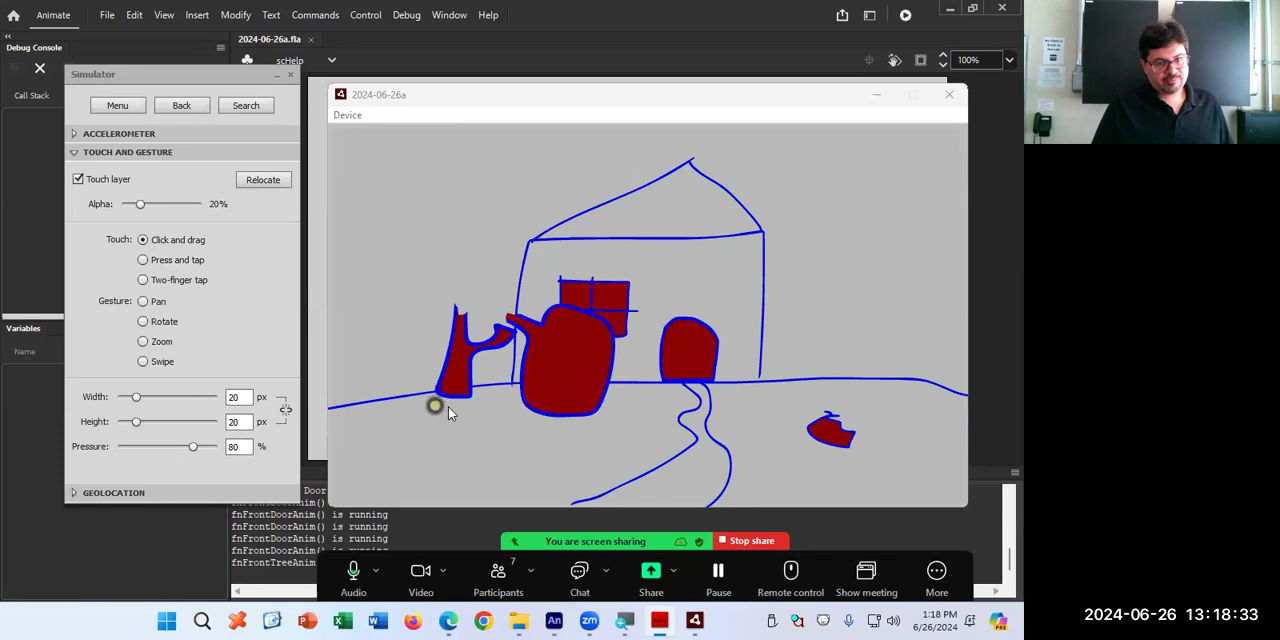 Animate File Edit View Insert Modify Text Commands Control Debug Window Help
Debug Console
2024-06-26a.fla
scHelp
100%
Call Stack
Variables
Name
Simulator
Menu Back Search
ACCELEROMETER
TOUCH AND GESTURE
Touch layer Relocate
Alpha: 20%
Touch: Click and drag
Press and tap
Two-finger tap
Gesture: Pan
Rotate
Zoom
Swipe
Width: 20 px
Height: 20 px
Pressure: 80 %
GEOLOCATION
2024-06-26a
Device
Door
fnFrontDoorAnim()
fnFrontDoorAnim() is running
fnFrontDoorAnim() is running
fnFrontDoorAnim() is running
fnFrontDoorAnim() is running
fnFrontTreeAnim
You are screen sharing Stop share
7
Audio Video Participants Chat Share Pause Remote control Show meeting More
1:18 PM
6/26/2024
2024-06-26 13:18:33